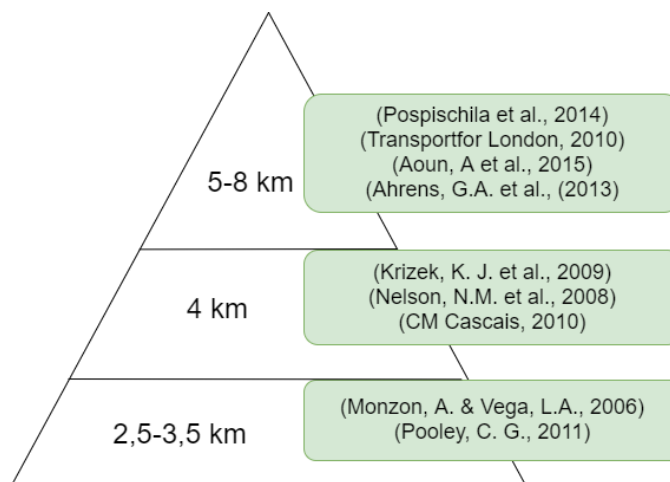 5-8 km
(Pospischila et al., 2014)
(Transportfor London, 2010)
(Aoun, A et al., 2015)
(Ahrens, G.A. et al., (2013)
4 km
(Krizek, K. J. et al., 2009)
(Nelson, N.M. et al., 2008)
(CM Cascais, 2010)
2,5-3,5 km
(Monzon, A. & Vega, L.A., 2006)
(Pooley, C. G., 2011)